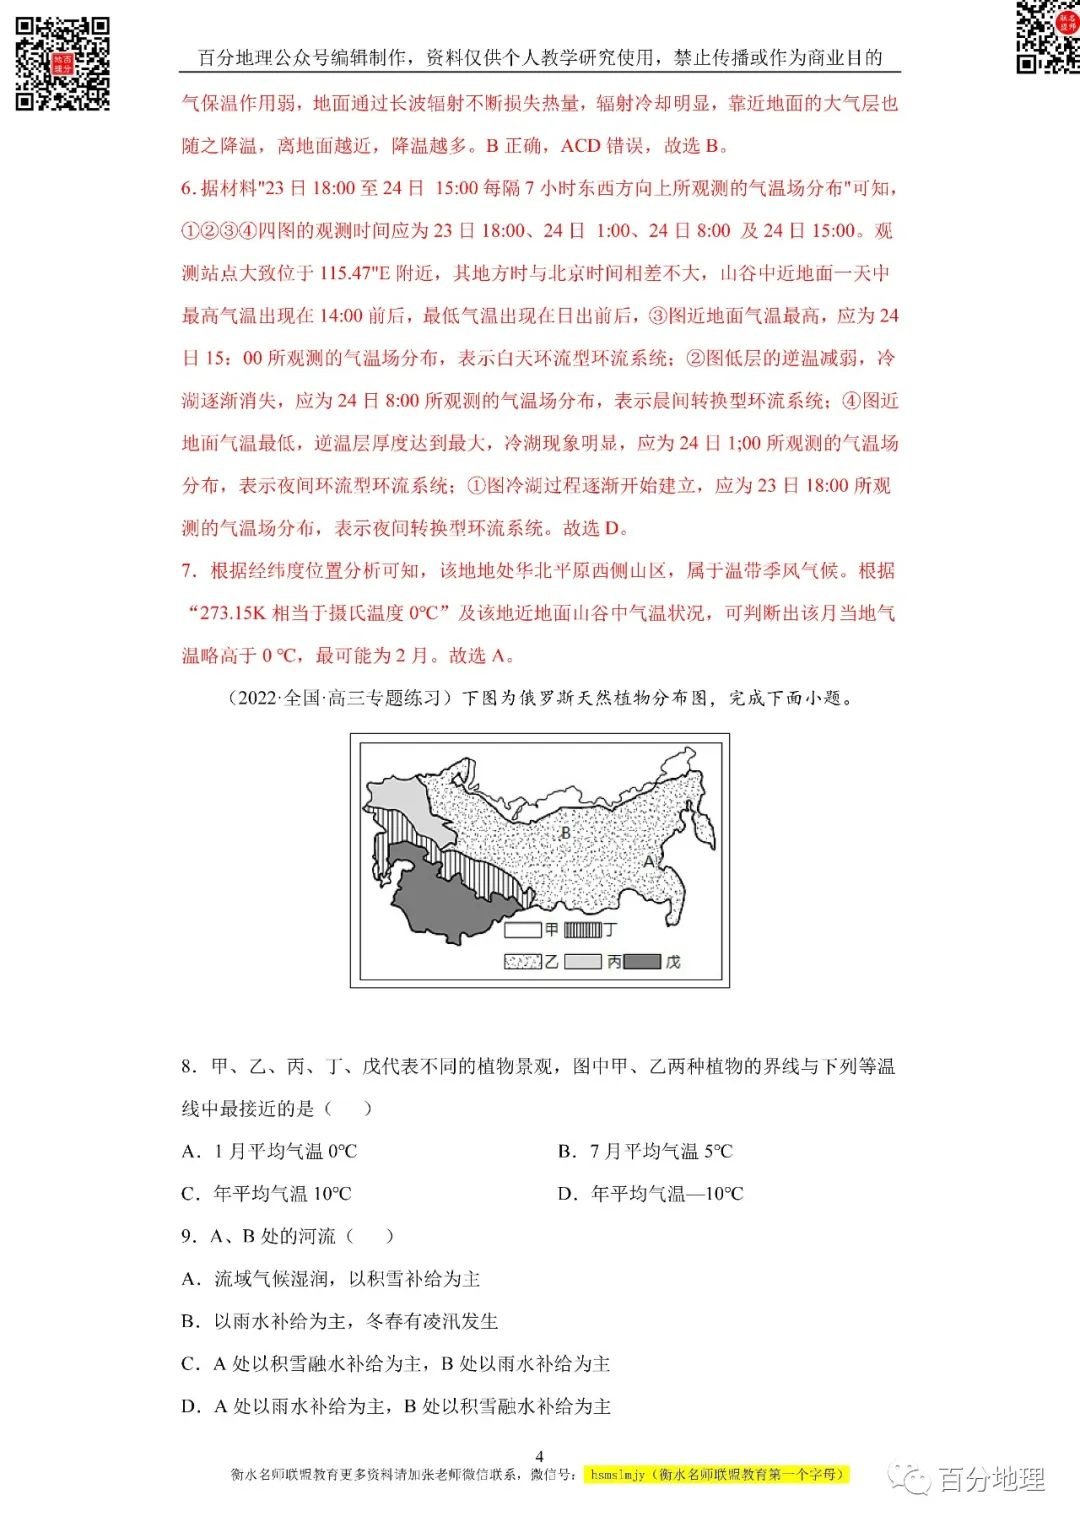 百分地理公众号编辑制作，资料仅供个人教学研究使用，禁止传播或作为商业目的
气保温作用弱，地面通过长波辐射不断损失热量，辐射冷却明显，靠近地面的大气层也
随之降温，离地面越近，降温越多。B 正确，ACD 错误，故选 B。
6.据材料"23 日 18:00 至 24 日 15:00 每隔 7 小时东西方向上所观测的气温场分布"可知，
①②③④四图的观测时间应为 23 日 18:00、24 日 1:00、24 日 8:00 及 24 日 15:00。观
测站点大致位于 115.47"E 附近，其地方时与北京时间相差不大，山谷中近地面一天中
最高气温出现在 14:00 前后，最低气温出现在日出前后，③图近地面气温最高，应为 24
日 15：00 所观测的气温场分布，表示白天环流型环流系统；②图低层的逆温减弱，冷
湖逐渐消失，应为 24 日 8:00 所观测的气温场分布，表示晨间转换型环流系统；④图近
地面气温最低，逆温层厚度达到最大，冷湖现象明显，应为 24 日 1;00 所观测的气温场
分布，表示夜间环流型环流系统；①图冷湖过程逐渐开始建立，应为 23 日 18:00 所观
测的气温场分布，表示夜间转换型环流系统。故选 D。
7．根据经纬度位置分析可知，该地地处华北平原西侧山区，属于温带季风气候。根据
“273.15K 相当于摄氏温度 0℃”及该地近地面山谷中气温状况，可判断出该月当地气
温略高于 0 ℃，最可能为 2 月。故选 A。
（2022·全国·高三专题练习）下图为俄罗斯天然植物分布图，完成下面小题。
B
A
甲 丁
乙 丙 戊
8．甲、乙、丙、丁、戊代表不同的植物景观，图中甲、乙两种植物的界线与下列等温
线中最接近的是（ ）
A．1 月平均气温 0℃ B．7 月平均气温 5℃
C．年平均气温 10℃ D．年平均气温—10℃
9．A、B 处的河流（ ）
A．流域气候湿润，以积雪补给为主
B．以雨水补给为主，冬春有凌汛发生
C．A 处以积雪融水补给为主，B 处以雨水补给为主
D．A 处以雨水补给为主，B 处以积雪融水补给为主
4
衡水名师联盟教育更多资料请加张老师微信联系，微信号： hsmslmjy（衡水名师联盟教育第一个字母）
百分地理